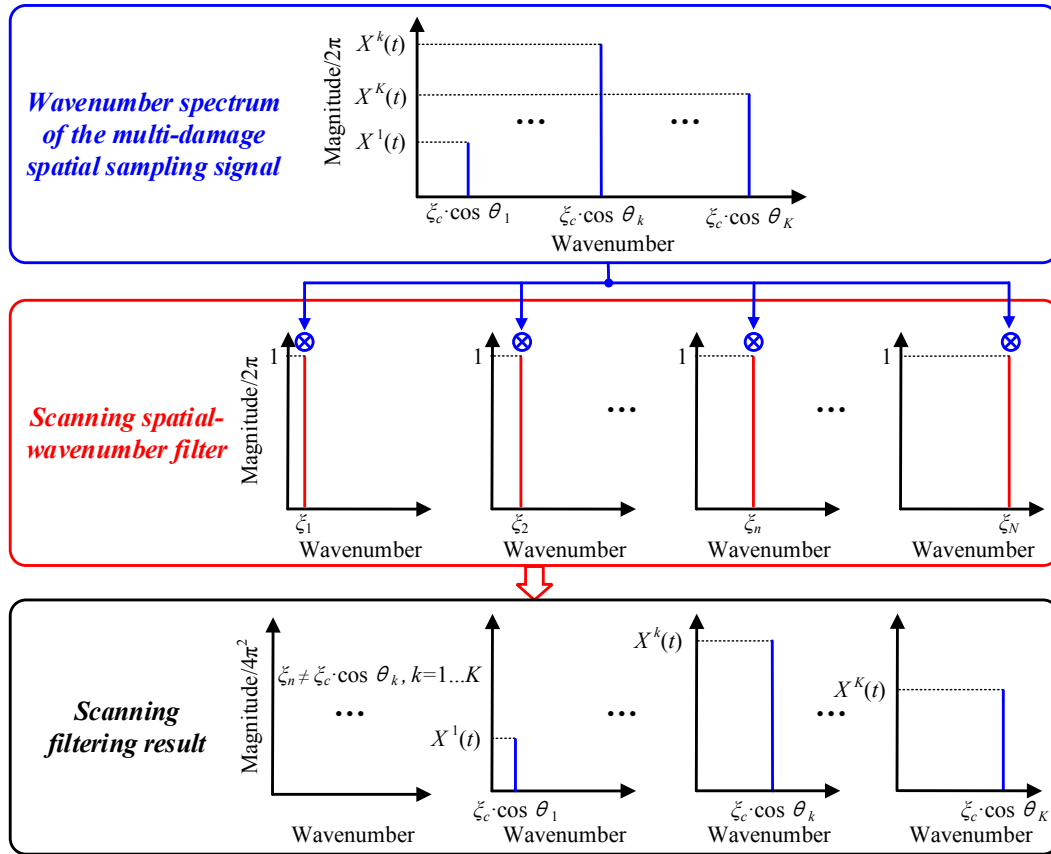 Wavenumber spectrum
of the multi-damage
spatial sampling signal
Magnitude/2π
X^k(t)
X^K(t)
X^1(t)
... ...
ξ_c·cos θ_1 ξ_c·cos θ_k ξ_c·cos θ_K
Wavenumber
Scanning spatial-
wavenumber filter
Magnitude/2π
1 1 1 1
... ...
ξ_1 ξ_2 ξ_n ξ_N
Wavenumber Wavenumber Wavenumber Wavenumber
Scanning
filtering result
Magnitude/4π^2
ξ_n ≠ ξ_c·cos θ_k, k=1...K
... ... ...
X^1(t)
X^k(t)
X^K(t)
ξ_c·cos θ_1 ξ_c·cos θ_k ξ_c·cos θ_K
Wavenumber Wavenumber Wavenumber Wavenumber